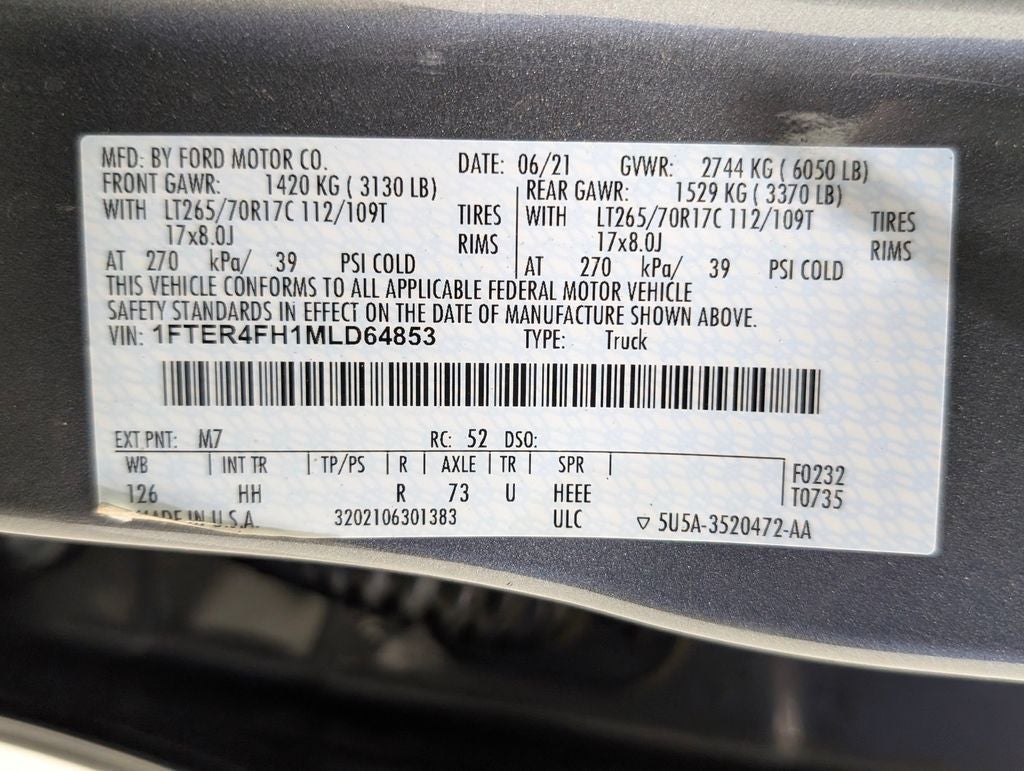 MFD: BY FORD MOTOR CO. DATE: 06/21 GVWR: 2744 KG ( 6050 LB)
FRONT GAWR: 1420 KG ( 3130 LB) REAR GAWR: 1529 KG ( 3370 LB)
WITH LT265/70R17C 112/109T TIRES WITH LT265/70R17C 112/109T TIRES
17x8.0J RIMS 17x8.0J RIMS
AT 270 kPa/ 39 PSI COLD AT 270 kPa/ 39 PSI COLD
THIS VEHICLE CONFORMS TO ALL APPLICABLE FEDERAL MOTOR VEHICLE
SAFETY STANDARDS IN EFFECT ON THE DATE OF MANUFACTURE SHOWN ABOVE.
VIN: 1FTER4FH1MLD64853 TYPE: Truck
EXT PNT: M7 RC: 52 DSO:
WB INT TR TP/PS R AXLE TR SPR F0232
126 HH R 73 U HEEE T0735
MADE IN U.S.A. 3202106301383 ULC ▽ 5U5A-3520472-AA